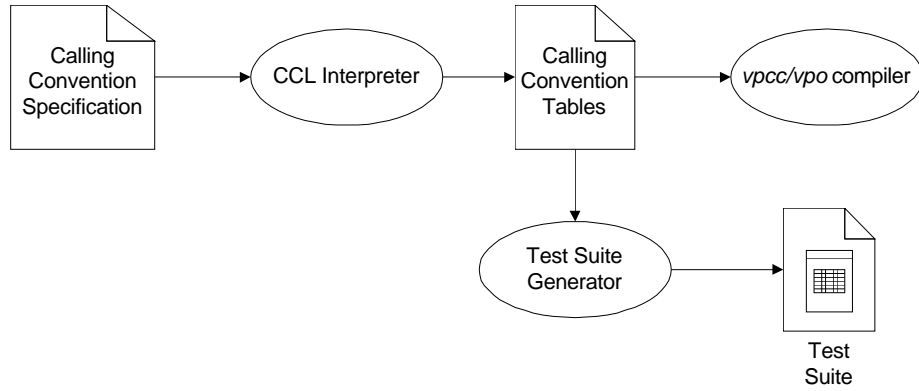 Calling
Convention
Specification
CCL Interpreter
Calling
Convention
Tables
vpcc/vpo compiler
Test Suite
Generator
Test
Suite